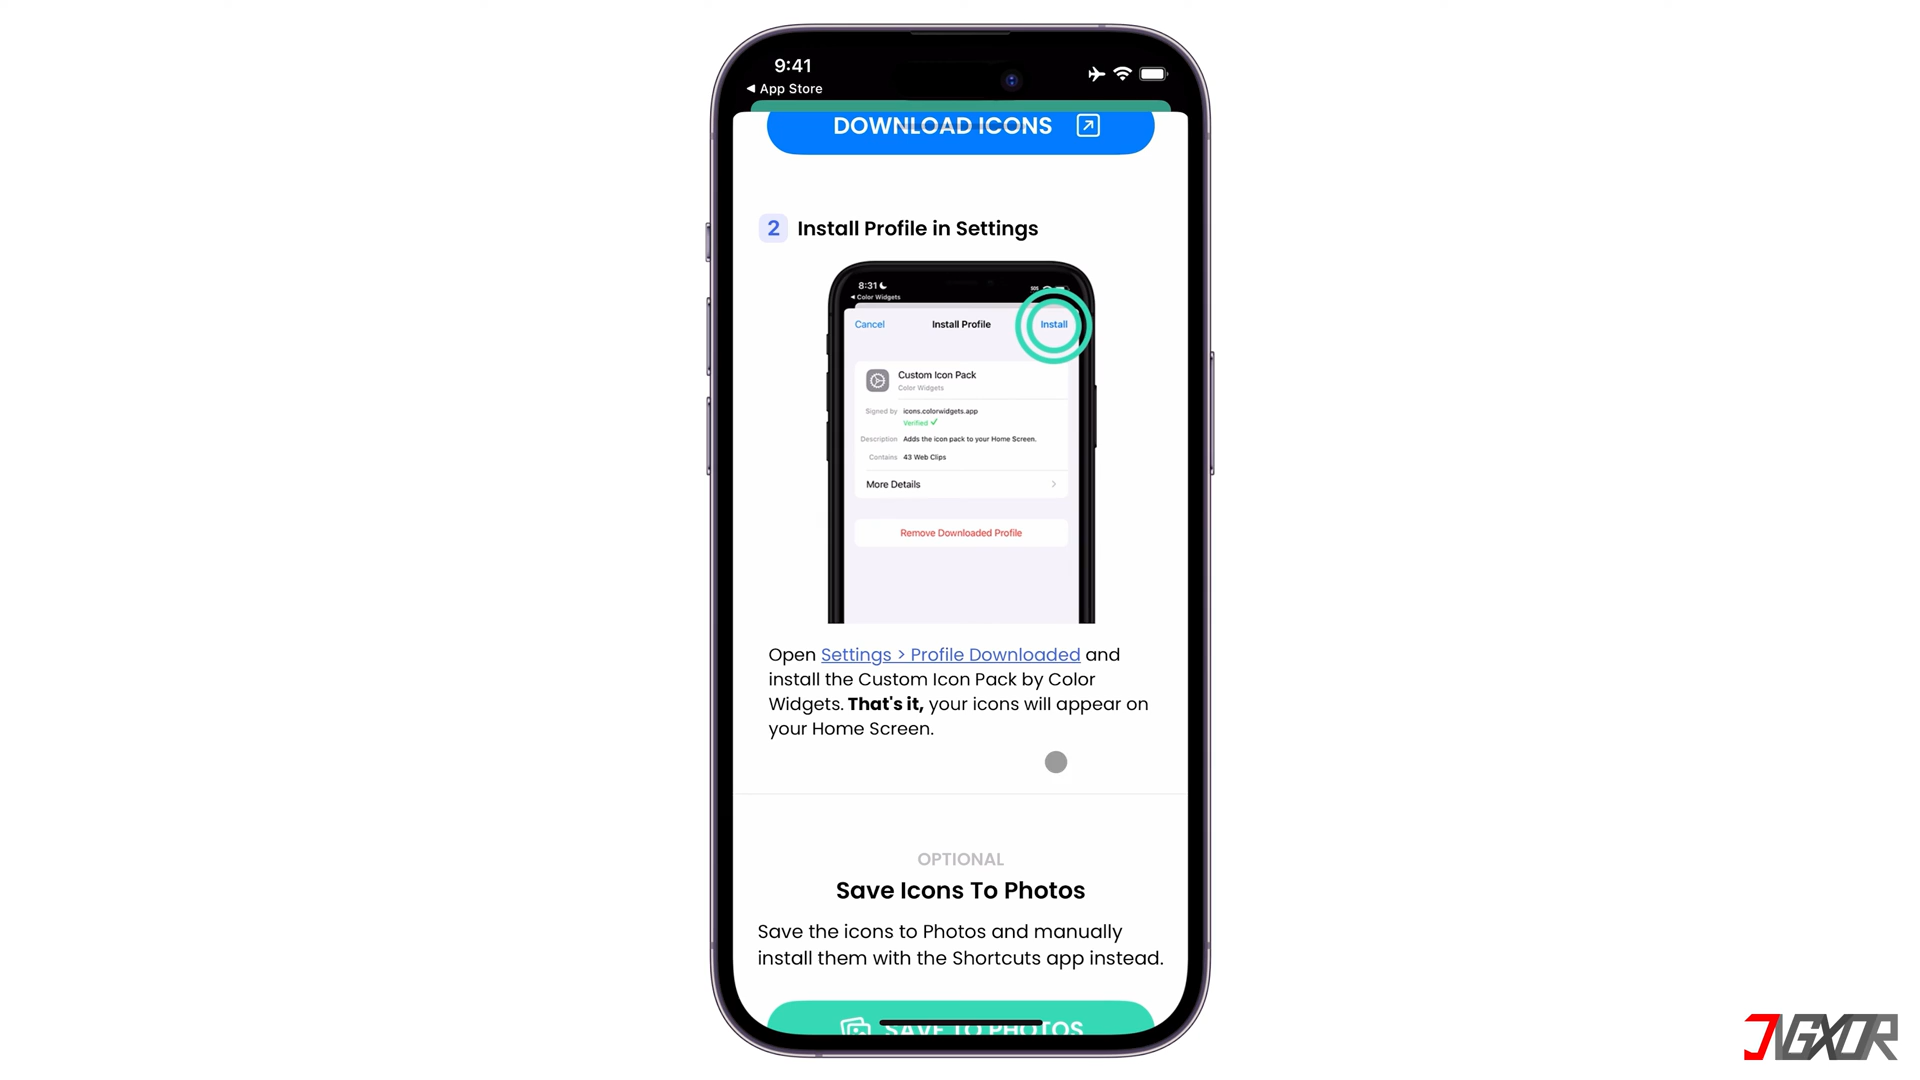 9:41
◀ App Store
DOWNLOAD ICONS
2 Install Profile in Settings
8:31
◀ Color Widgets
SOS
Cancel Install Profile Install
Custom Icon Pack
Color Widgets
Signed by icons.colorwidgets.app
Verified ✓
Description Adds the icon pack to your Home Screen.
Contains 43 Web Clips
More Details >
Remove Downloaded Profile
Open Settings > Profile Downloaded and
install the Custom Icon Pack by Color
Widgets. That's it, your icons will appear on
your Home Screen.
OPTIONAL
Save Icons To Photos
Save the icons to Photos and manually
install them with the Shortcuts app instead.
SAVE TO PHOTOS